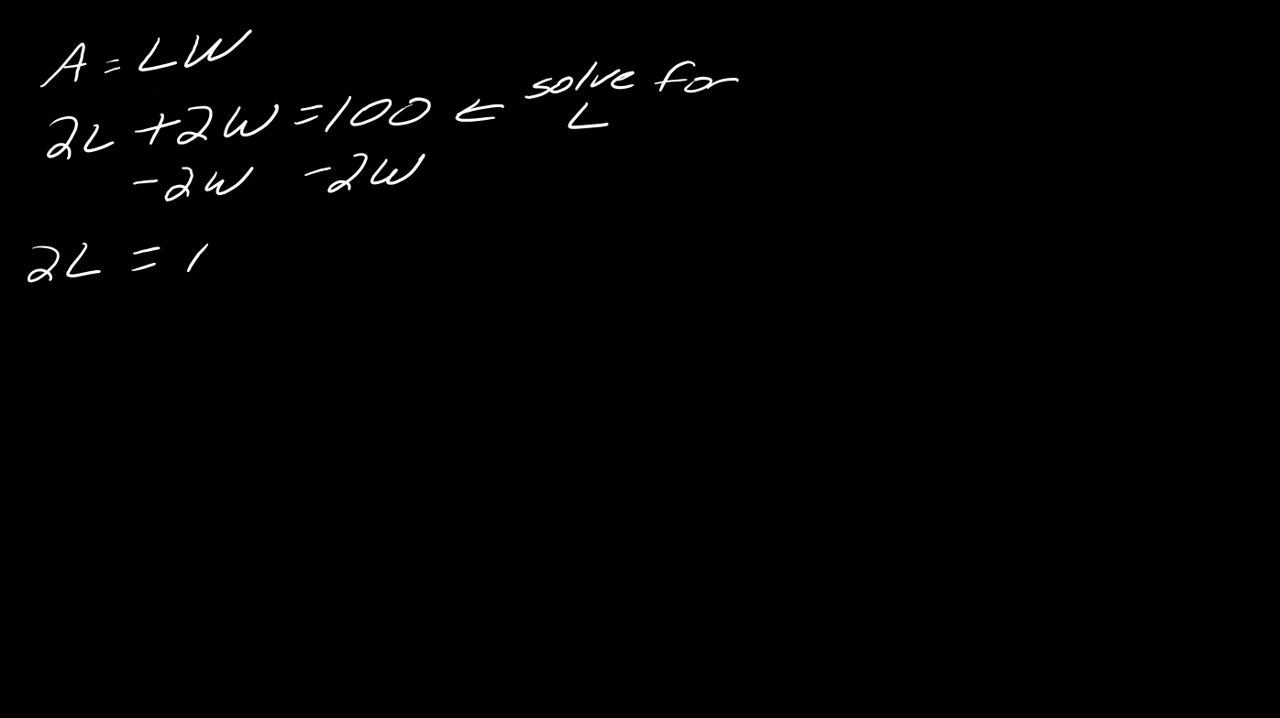 A = LW
2L + 2W = 100 ← solve for L
-2W -2W
2L = 1